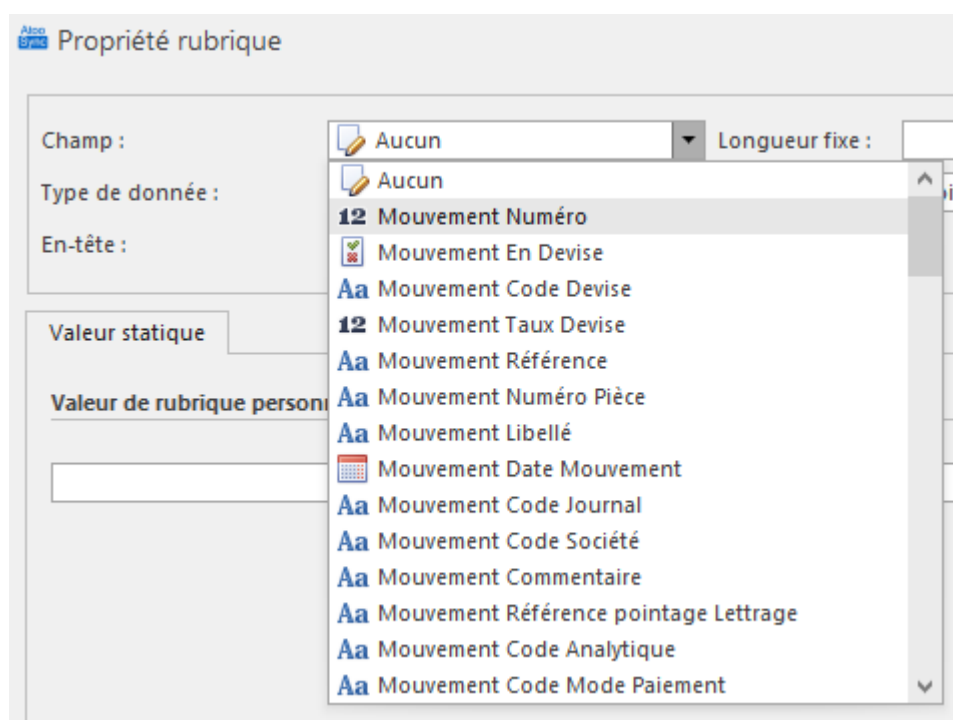 Atoo
Sync
Propriété rubrique
Champ :
Aucun
Longueur fixe :
Type de donnée :
En-tête :
Aucun
12 Mouvement Numéro
Mouvement En Devise
Aa Mouvement Code Devise
12 Mouvement Taux Devise
Aa Mouvement Référence
Aa Mouvement Numéro Pièce
Aa Mouvement Libellé
Mouvement Date Mouvement
Aa Mouvement Code Journal
Aa Mouvement Code Société
Aa Mouvement Commentaire
Aa Mouvement Référence pointage Lettrage
Aa Mouvement Code Analytique
Aa Mouvement Code Mode Paiement
Valeur statique
Valeur de rubrique